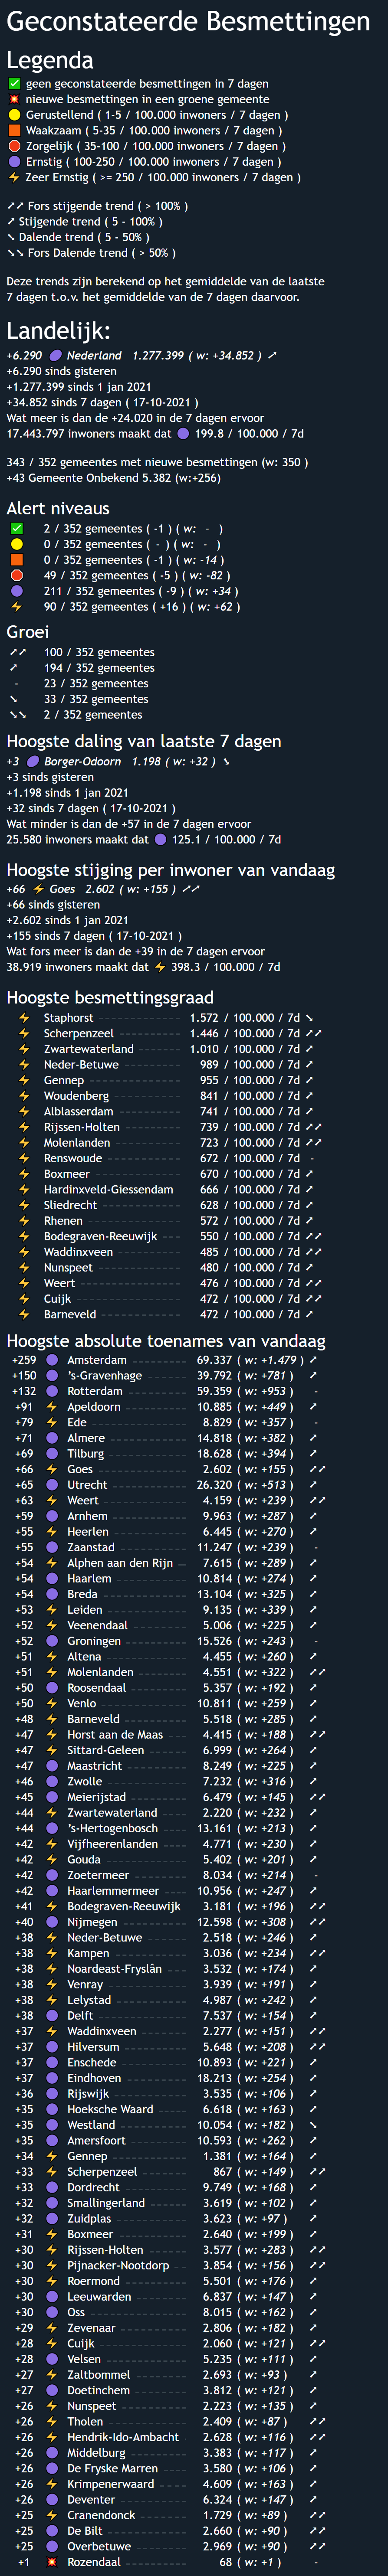 Geconstateerde Besmettingen
Legenda
geen geconstateerde besmettingen in 7 dagen
nieuwe besmettingen in een groene gemeente
Gerustellend ( 1-5 / 100.000 inwoners / 7 dagen )
Waakzaam ( 5-35 / 100.000 inwoners / 7 dagen )
Zorgelijk ( 35-100 / 100.000 inwoners / 7 dagen )
Ernstig ( 100-250 / 100.000 inwoners / 7 dagen )
Zeer Ernstig ( >= 250 / 100.000 inwoners / 7 dagen )
↗↗ Fors stijgende trend ( > 100% )
↗ Stijgende trend ( 5 - 100% )
↘ Dalende trend ( 5 - 50% )
↘↘ Fors Dalende trend ( > 50% )
Deze trends zijn berekend op het gemiddelde van de laatste
7 dagen t.o.v. het gemiddelde van de 7 dagen daarvoor.
Landelijk:
+6.290 Nederland 1.277.399 ( w: +34.852 ) ↗
+6.290 sinds gisteren
+1.277.399 sinds 1 jan 2021
+34.852 sinds 7 dagen ( 17-10-2021 )
Wat meer is dan de +24.020 in de 7 dagen ervoor
17.443.797 inwoners maakt dat 199.8 / 100.000 / 7d
343 / 352 gemeentes met nieuwe besmettingen (w: 350 )
+43 Gemeente Onbekend 5.382 (w:+256)
Alert niveaus
2 / 352 gemeentes ( -1 ) ( w: - )
0 / 352 gemeentes ( - ) ( w: - )
0 / 352 gemeentes ( -1 ) ( w: -14 )
49 / 352 gemeentes ( -5 ) ( w: -82 )
211 / 352 gemeentes ( -9 ) ( w: +34 )
90 / 352 gemeentes ( +16 ) ( w: +62 )
Groei
↗↗ 100 / 352 gemeentes
↗ 194 / 352 gemeentes
- 23 / 352 gemeentes
↘ 33 / 352 gemeentes
↘↘ 2 / 352 gemeentes
Hoogste daling van laatste 7 dagen
+3 Borger-Odoorn 1.198 ( w: +32 ) ↘
+3 sinds gisteren
+1.198 sinds 1 jan 2021
+32 sinds 7 dagen ( 17-10-2021 )
Wat minder is dan de +57 in de 7 dagen ervoor
25.580 inwoners maakt dat 125.1 / 100.000 / 7d
Hoogste stijging per inwoner van vandaag
+66 Goes 2.602 ( w: +155 ) ↗↗
+66 sinds gisteren
+2.602 sinds 1 jan 2021
+155 sinds 7 dagen ( 17-10-2021 )
Wat fors meer is dan de +39 in de 7 dagen ervoor
38.919 inwoners maakt dat 398.3 / 100.000 / 7d
Hoogste besmettingsgraad
Staphorst 1.572 / 100.000 / 7d ↘
Scherpenzeel 1.446 / 100.000 / 7d ↗↗
Zwartewaterland 1.010 / 100.000 / 7d ↗
Neder-Betuwe 989 / 100.000 / 7d ↗
Gennep 955 / 100.000 / 7d ↗
Woudenberg 841 / 100.000 / 7d ↗
Alblasserdam 741 / 100.000 / 7d ↗
Rijssen-Holten 739 / 100.000 / 7d ↗↗
Molenlanden 723 / 100.000 / 7d ↗↗
Renswoude 672 / 100.000 / 7d -
Boxmeer 670 / 100.000 / 7d ↗
Hardinxveld-Giessendam 666 / 100.000 / 7d ↗
Sliedrecht 628 / 100.000 / 7d ↗
Rhenen 572 / 100.000 / 7d ↗
Bodegraven-Reeuwijk 550 / 100.000 / 7d ↗↗
Waddinxveen 485 / 100.000 / 7d ↗↗
Nunspeet 480 / 100.000 / 7d ↗
Weert 476 / 100.000 / 7d ↗↗
Cuijk 472 / 100.000 / 7d ↗↗
Barneveld 472 / 100.000 / 7d ↗
Hoogste absolute toenames van vandaag
+259 Amsterdam 69.337 ( w: +1.479 ) ↗
+150 's-Gravenhage 39.792 ( w: +781 ) ↗
+132 Rotterdam 59.359 ( w: +953 ) -
+91 Apeldoorn 10.885 ( w: +449 ) ↗
+79 Ede 8.829 ( w: +357 ) -
+71 Almere 14.818 ( w: +382 ) ↗
+69 Tilburg 18.628 ( w: +394 ) ↗
+66 Goes 2.602 ( w: +155 ) ↗↗
+65 Utrecht 26.320 ( w: +513 ) ↗
+63 Weert 4.159 ( w: +239 ) ↗↗
+59 Arnhem 9.963 ( w: +287 ) ↗
+55 Heerlen 6.445 ( w: +270 ) ↗
+55 Zaanstad 11.247 ( w: +239 ) -
+54 Alphen aan den Rijn 7.615 ( w: +289 ) ↗
+54 Haarlem 10.814 ( w: +274 ) ↗
+54 Breda 13.104 ( w: +325 ) ↗
+53 Leiden 9.135 ( w: +339 ) ↗
+52 Veenendaal 5.006 ( w: +225 ) ↗
+52 Groningen 15.526 ( w: +243 ) -
+51 Altena 4.455 ( w: +260 ) ↗
+51 Molenlanden 4.551 ( w: +322 ) ↗↗
+50 Roosendaal 5.357 ( w: +192 ) ↗
+50 Venlo 10.811 ( w: +259 ) ↗
+48 Barneveld 5.518 ( w: +285 ) ↗
+47 Horst aan de Maas 4.415 ( w: +188 ) ↗↗
+47 Sittard-Geleen 6.999 ( w: +264 ) ↗
+47 Maastricht 8.249 ( w: +225 ) ↗
+46 Zwolle 7.232 ( w: +316 ) ↗
+45 Meierijstad 6.479 ( w: +145 ) ↗↗
+44 Zwartewaterland 2.220 ( w: +232 ) ↗
+44 's-Hertogenbosch 13.161 ( w: +213 ) ↗
+42 Vijfheerenlanden 4.771 ( w: +230 ) ↗
+42 Gouda 5.402 ( w: +201 ) ↗
+42 Zoetermeer 8.034 ( w: +214 ) -
+42 Haarlemmermeer 10.956 ( w: +247 ) ↗
+41 Bodegraven-Reeuwijk 3.181 ( w: +196 ) ↗↗
+40 Nijmegen 12.598 ( w: +308 ) ↗↗
+38 Neder-Betuwe 2.518 ( w: +246 ) ↗
+38 Kampen 3.036 ( w: +234 ) ↗↗
+38 Noardeast-Fryslân 3.532 ( w: +174 ) ↗
+38 Venray 3.939 ( w: +191 ) ↗
+38 Lelystad 4.987 ( w: +242 ) ↗
+38 Delft 7.537 ( w: +154 ) ↗
+37 Waddinxveen 2.277 ( w: +151 ) ↗↗
+37 Hilversum 5.648 ( w: +208 ) ↗↗
+37 Enschede 10.893 ( w: +221 ) ↗
+37 Eindhoven 18.213 ( w: +254 ) ↗
+36 Rijswijk 3.535 ( w: +106 ) ↗
+35 Hoeksche Waard 6.618 ( w: +163 ) ↗
+35 Westland 10.054 ( w: +182 ) ↘
+35 Amersfoort 10.593 ( w: +262 ) ↗
+34 Gennep 1.381 ( w: +164 ) ↗
+33 Scherpenzeel 867 ( w: +149 ) ↗↗
+33 Dordrecht 9.749 ( w: +168 ) ↗
+32 Smallingerland 3.619 ( w: +102 ) ↗
+32 Zuidplas 3.623 ( w: +97 ) ↗
+31 Boxmeer 2.640 ( w: +199 ) ↗
+30 Rijssen-Holten 3.577 ( w: +283 ) ↗↗
+30 Pijnacker-Nootdorp 3.854 ( w: +156 ) ↗↗
+30 Roermond 5.501 ( w: +176 ) ↗
+30 Leeuwarden 6.837 ( w: +147 ) ↗
+30 Oss 8.015 ( w: +162 ) ↗
+29 Zevenaar 2.806 ( w: +182 ) ↗
+28 Cuijk 2.060 ( w: +121 ) ↗↗
+28 Velsen 5.235 ( w: +111 ) ↗
+27 Zaltbommel 2.693 ( w: +93 ) ↗
+27 Doetinchem 3.812 ( w: +121 ) ↗
+26 Nunspeet 2.223 ( w: +135 ) ↗
+26 Tholen 2.409 ( w: +87 ) ↗↗
+26 Hendrik-Ido-Ambacht 2.628 ( w: +116 ) ↗↗
+26 Middelburg 3.383 ( w: +117 ) ↗
+26 De Fryske Marren 3.580 ( w: +106 ) ↗
+26 Krimpenerwaard 4.609 ( w: +163 ) ↗
+26 Deventer 6.324 ( w: +147 ) ↗
+25 Cranendonck 1.729 ( w: +89 ) ↗↗
+25 De Bilt 2.660 ( w: +90 ) ↗↗
+25 Overbetuwe 2.969 ( w: +90 ) ↗↗
+1 Rozendaal 68 ( w: +1 ) -